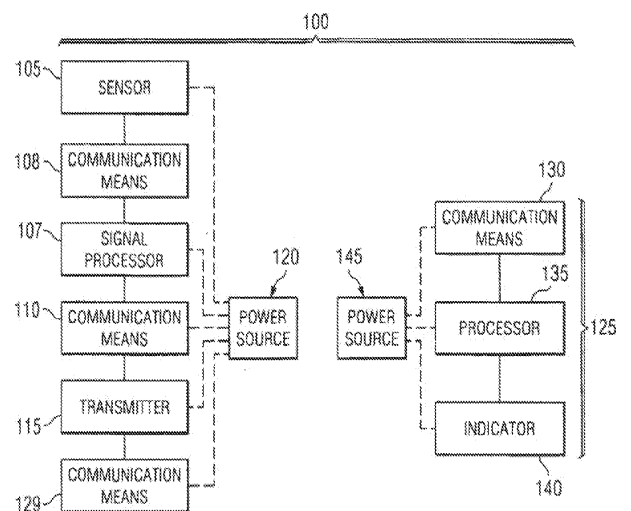 100
105
SENSOR
108
COMMUNICATION
MEANS
107
SIGNAL
PROCESSOR
110
COMMUNICATION
MEANS
115
TRANSMITTER
129
COMMUNICATION
MEANS
120
POWER
SOURCE
145
POWER
SOURCE
130
COMMUNICATION
MEANS
135
PROCESSOR
125
INDICATOR
140